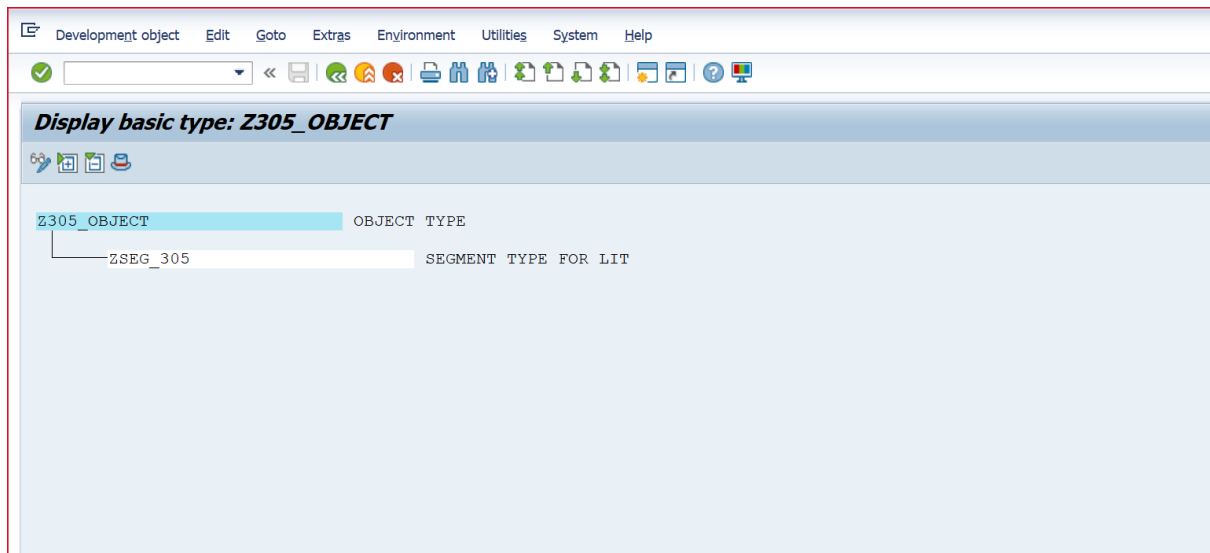 Development object Edit Goto Extras Environment Utilities System Help
Display basic type: Z305_OBJECT
Z305_OBJECT OBJECT TYPE
ZSEG_305 SEGMENT TYPE FOR LIT